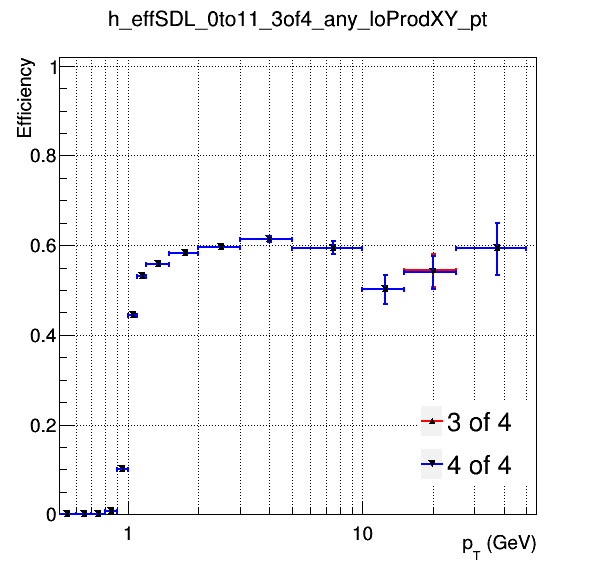 h_effSDL_0to11_3of4_any_loProdXY_pt
Efficiency
1
0.8
0.6
0.4
0.2
0
3 of 4
4 of 4
1
10
p_T (GeV)